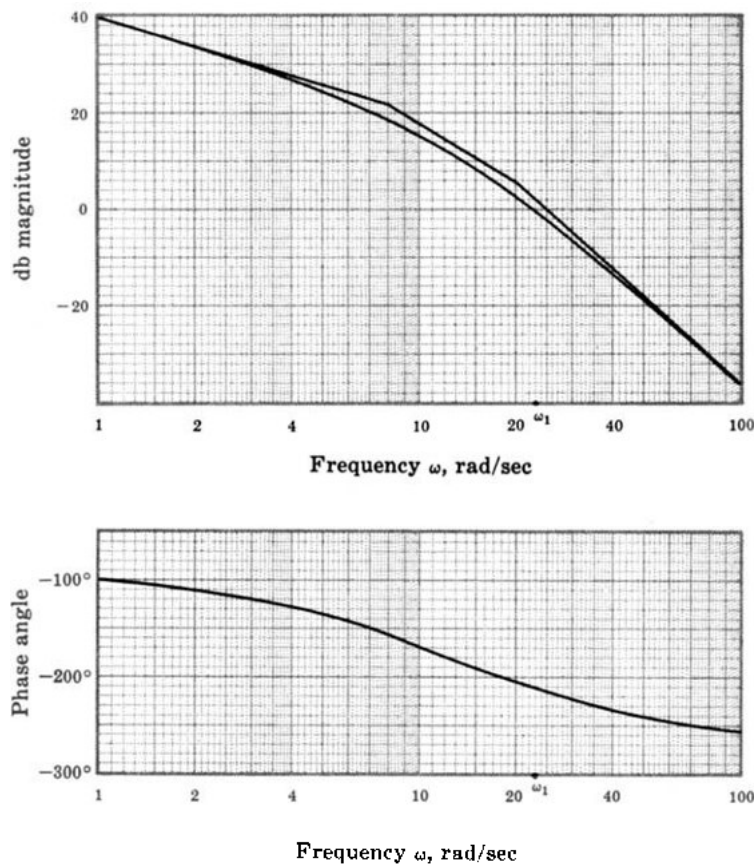 40
20
0
−20
db magnitude
1 2 4 10 20 ω₁ 40 100
Frequency ω, rad/sec
−100°
−200°
−300°
Phase angle
1 2 4 10 20 ω₁ 40 100
Frequency ω, rad/sec